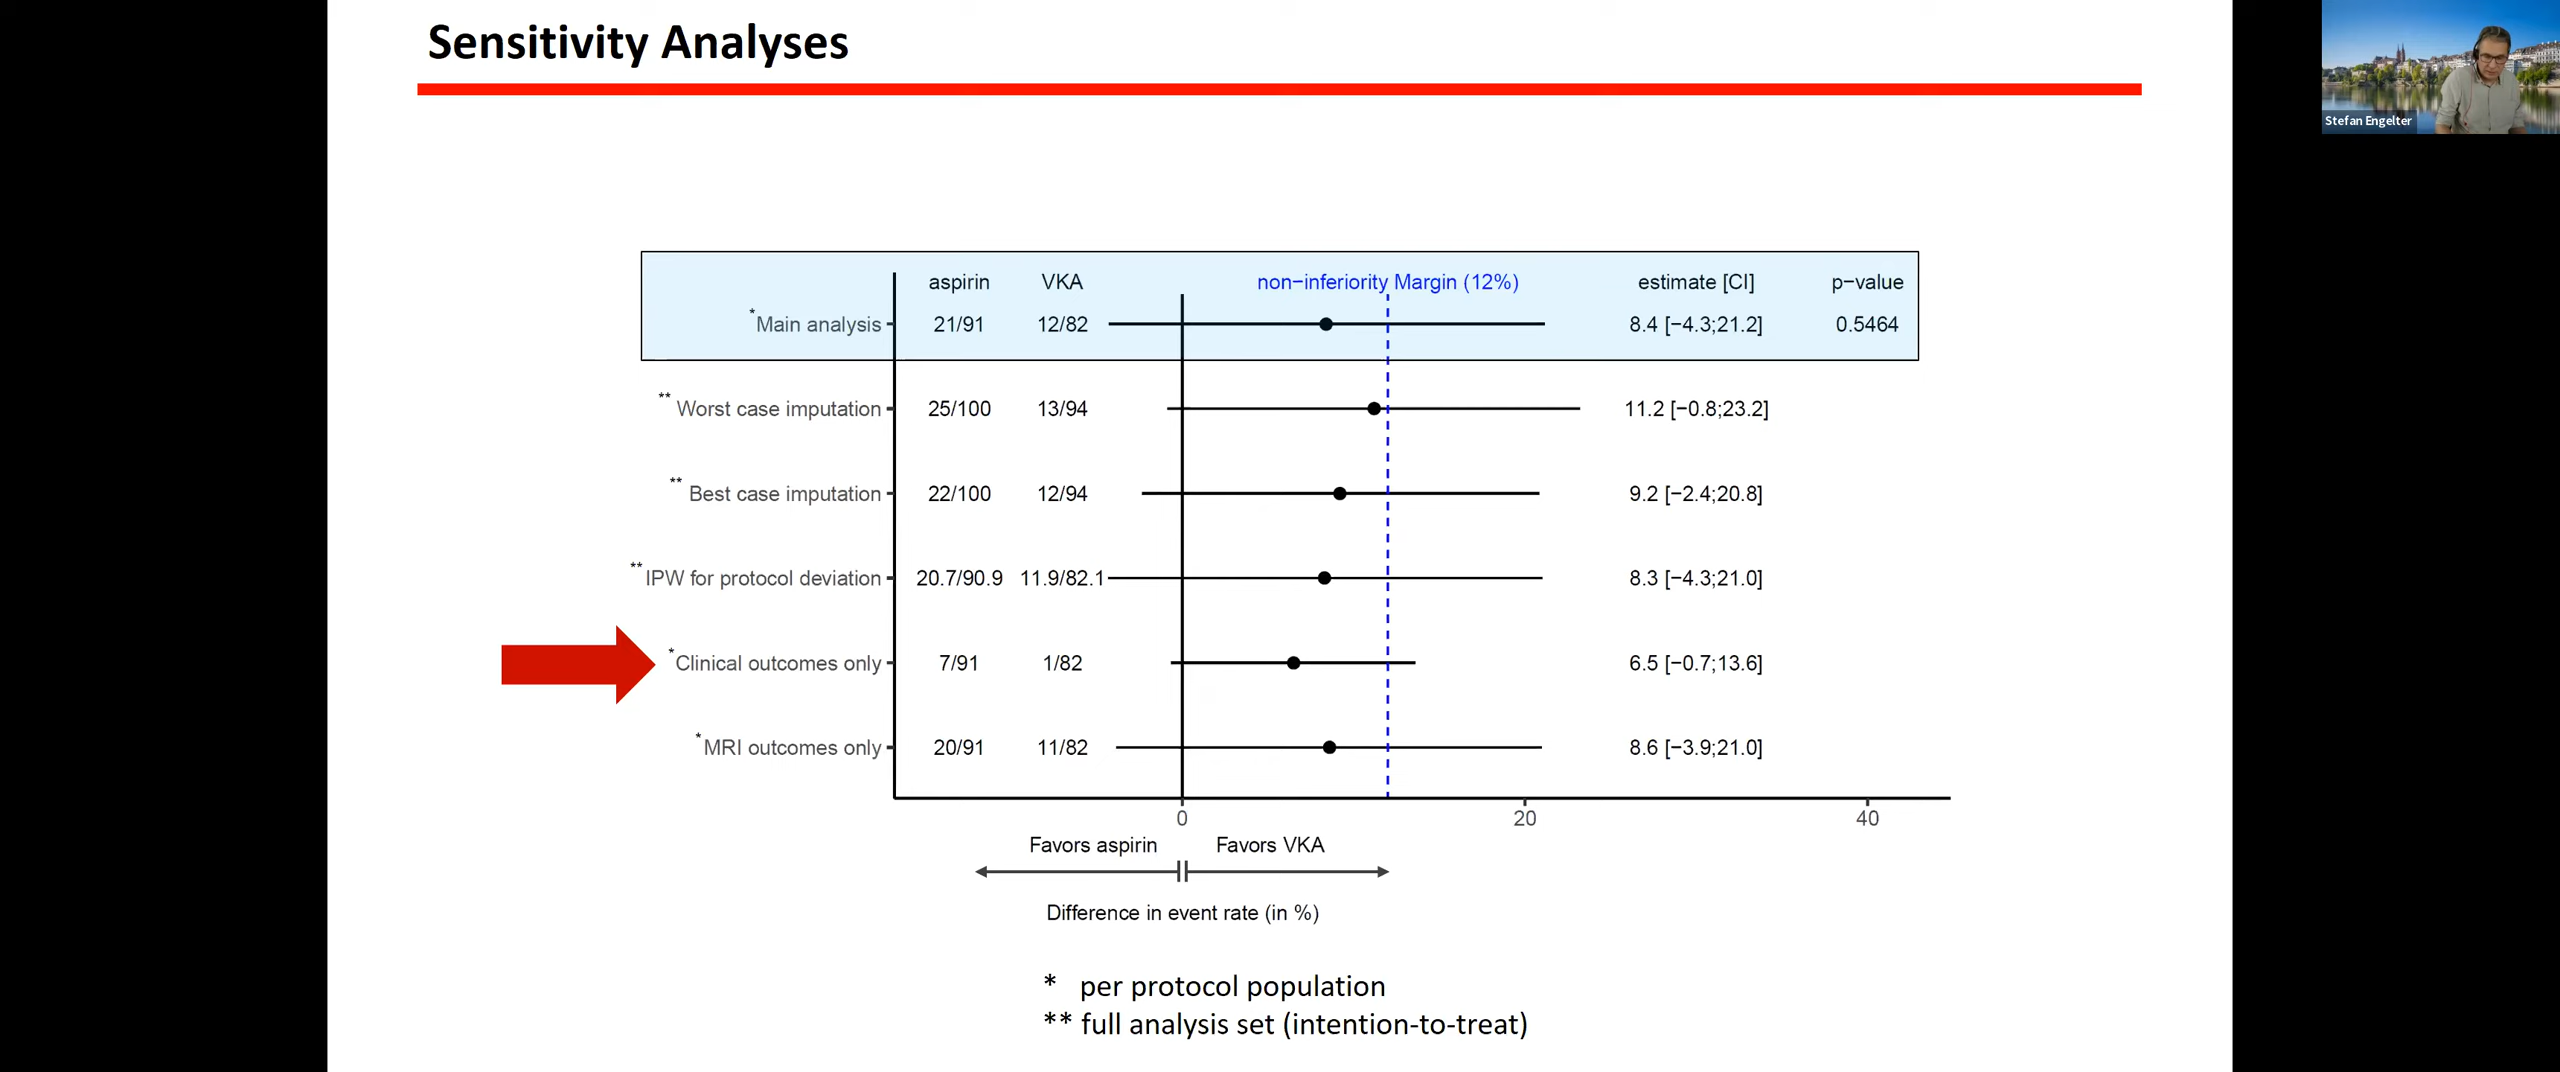 Sensitivity Analyses
Stefan Engelter
aspirin VKA non−inferiority Margin (12%) estimate [CI] p−value
*Main analysis 21/91 12/82 8.4 [−4.3;21.2] 0.5464
** Worst case imputation 25/100 13/94 11.2 [−0.8;23.2]
** Best case imputation 22/100 12/94 9.2 [−2.4;20.8]
**IPW for protocol deviation 20.7/90.9 11.9/82.1 8.3 [−4.3;21.0]
*Clinical outcomes only 7/91 1/82 6.5 [−0.7;13.6]
*MRI outcomes only 20/91 11/82 8.6 [−3.9;21.0]
0 20 40
Favors aspirin Favors VKA
Difference in event rate (in %)
* per protocol population
** full analysis set (intention-to-treat)